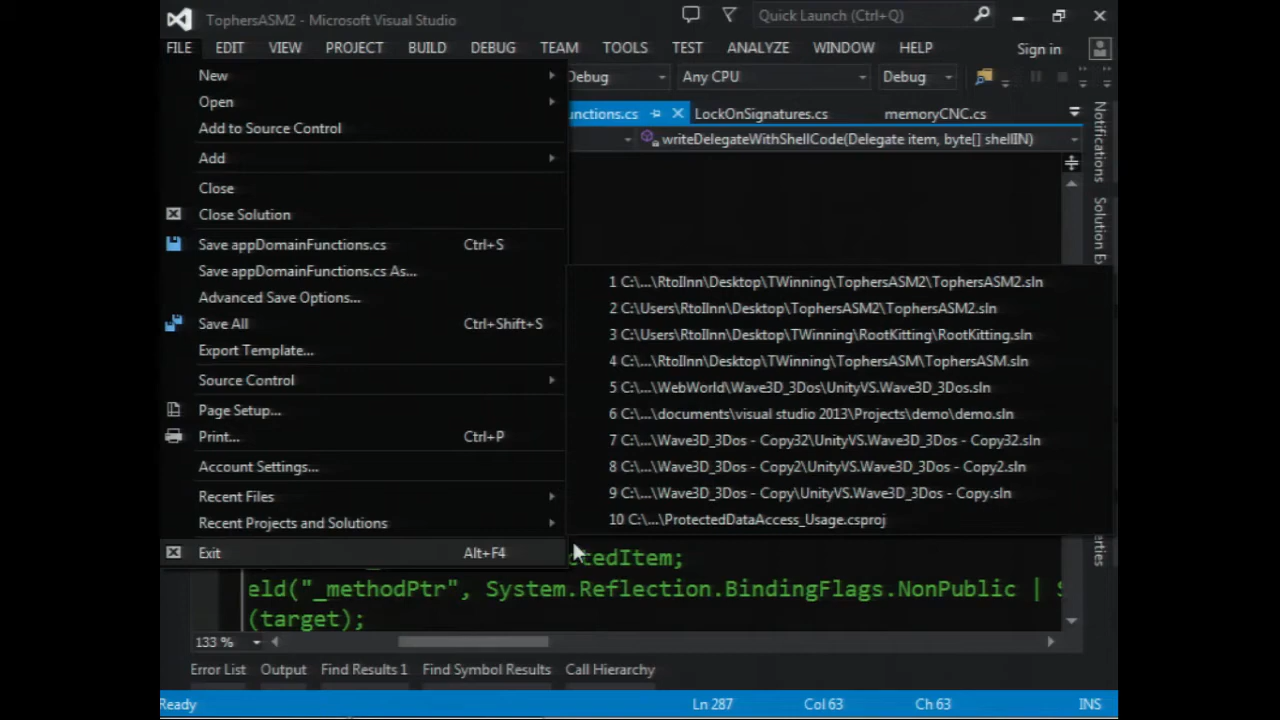 TophersASM2 - Microsoft Visual Studio
Quick Launch (Ctrl+Q)
FILE EDIT VIEW PROJECT BUILD DEBUG TEAM TOOLS TEST ANALYZE WINDOW HELP Sign in
New
Debug Any CPU Debug
Open
Add to Source Control
unctions.cs LockOnSignatures.cs memoryCNC.cs
writeDelegateWithShellCode(Delegate item, byte[] shellIN)
Notifications
Solution Ex
Add
Close
Close Solution
Save appDomainFunctions.cs Ctrl+S
Save appDomainFunctions.cs As...
Advanced Save Options...
Save All Ctrl+Shift+S
Export Template...
Source Control
Page Setup...
Print... Ctrl+P
Account Settings...
Recent Files
Recent Projects and Solutions
Exit Alt+F4
1 C:\...\RtolInn\Desktop\TWinning\TophersASM2\TophersASM2.sln
2 C:\Users\RtolInn\Desktop\TophersASM2\TophersASM2.sln
3 C:\Users\RtolInn\Desktop\TWinning\RootKitting\RootKitting.sln
4 C:\...\RtolInn\Desktop\TWinning\TophersASM\TophersASM.sln
5 C:\...\WebWorld\Wave3D_3Dos\UnityVS.Wave3D_3Dos.sln
6 C:\...\documents\visual studio 2013\Projects\demo\demo.sln
7 C:\...\Wave3D_3Dos - Copy32\UnityVS.Wave3D_3Dos - Copy32.sln
8 C:\...\Wave3D_3Dos - Copy2\UnityVS.Wave3D_3Dos - Copy2.sln
9 C:\...\Wave3D_3Dos - Copy\UnityVS.Wave3D_3Dos - Copy.sln
10 C:\...\ProtectedDataAccess_Usage.csproj
ctedItem;
eld("_methodPtr", System.Reflection.BindingFlags.NonPublic | S
(target);
erties
133 %
Error List Output Find Results 1 Find Symbol Results Call Hierarchy
Ready Ln 287 Col 63 Ch 63 INS